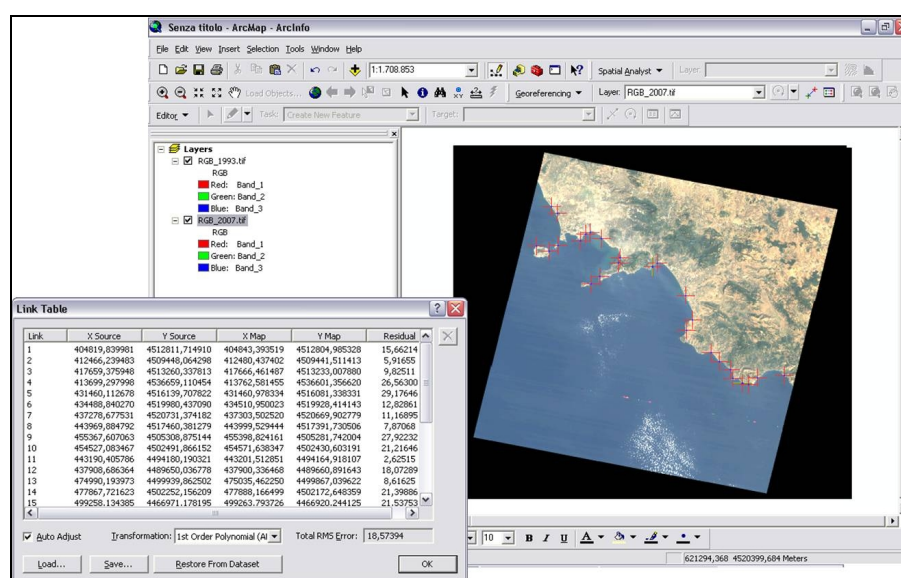 Senza titolo - ArcMap - ArcInfo
File Edit View Insert Selection Tools Window Help
1:1.708.853
Spatial Analyst
Layer:
Load Objects...
Georeferencing
Layer: RGB_2007.tif
Editor
Task: Create New Feature
Target:
Layers
RGB_1993.tif
RGB
Red: Band_1
Green: Band_2
Blue: Band_3
RGB_2007.tif
RGB
Red: Band_1
Green: Band_2
Blue: Band_3
Link Table
Link X Source Y Source X Map Y Map Residual
1 404819,839981 4512811,714910 404843,393519 4512804,985328 15,66214
2 412466,239483 4509448,064298 412480,437402 4509441,511413 5,91655
3 417659,375948 4513260,337813 417666,461487 4513233,007880 9,82511
4 413699,297998 4536659,110454 413762,581455 4536601,356620 26,56300
5 431460,112678 4516139,707822 431460,978334 4516081,338331 29,17646
6 434488,840270 4519980,437090 434510,950023 4519928,414143 12,82861
7 437278,677531 4520731,374182 437303,502520 4520669,902779 11,16895
8 443969,884792 4517460,381279 443999,529444 4517391,730506 7,87068
9 455367,607063 4505308,875144 455398,824161 4505281,742004 27,92232
10 454527,083467 4502491,866152 454571,638347 4502430,603191 21,21646
11 443190,405786 4494180,190321 443201,512851 4494164,918107 2,62515
12 437908,686364 4489650,036778 437900,336468 4489660,891643 18,07289
13 474990,193973 4499939,862502 475035,462250 4499867,039622 8,61625
14 477867,721623 4502252,156209 477888,166499 4502172,648359 21,39886
15 499258,134385 4466971,178195 499263,793726 4466920,244125 21,53753
Auto Adjust
Transformation: 1st Order Polynomial (Af
Total RMS Error: 18,57394
Load...
Save...
Restore From Dataset
OK
10
B I U A
621294,368 4520399,684 Meters